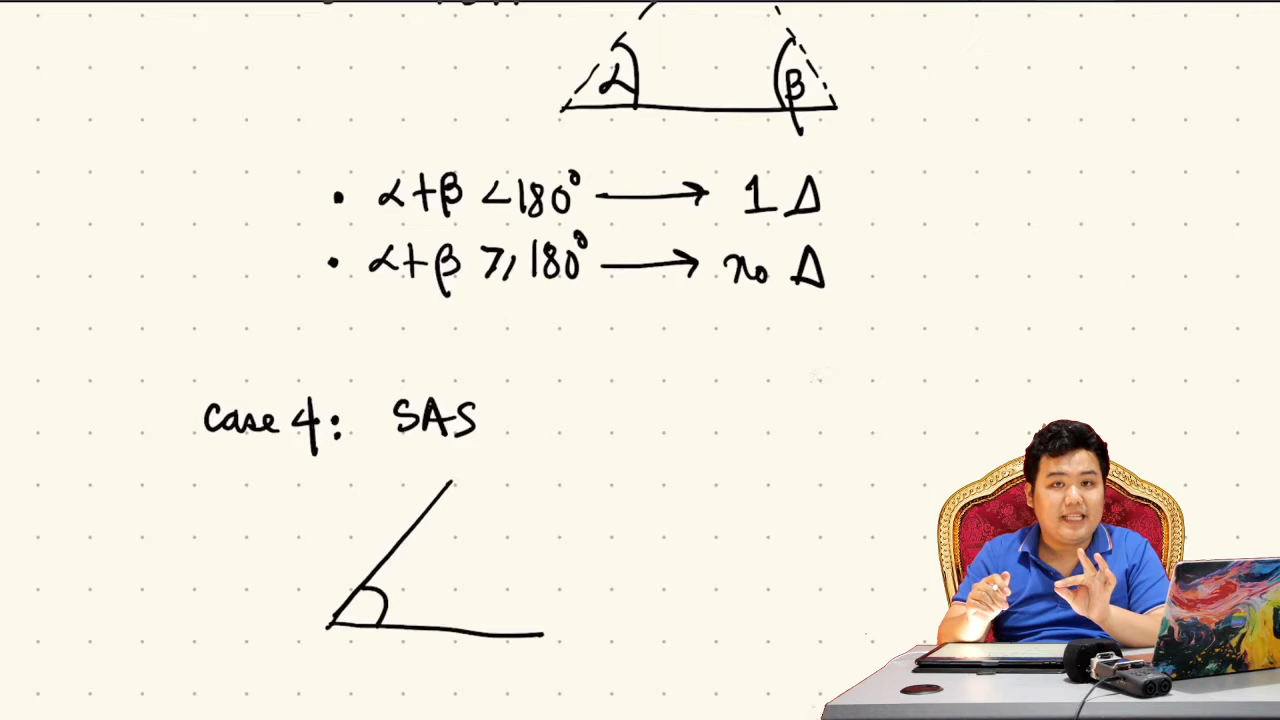 α β
• α+β <180° ⟶ 1 Δ
• α+β ⩾ 180° ⟶ no Δ
Case 4: SAS